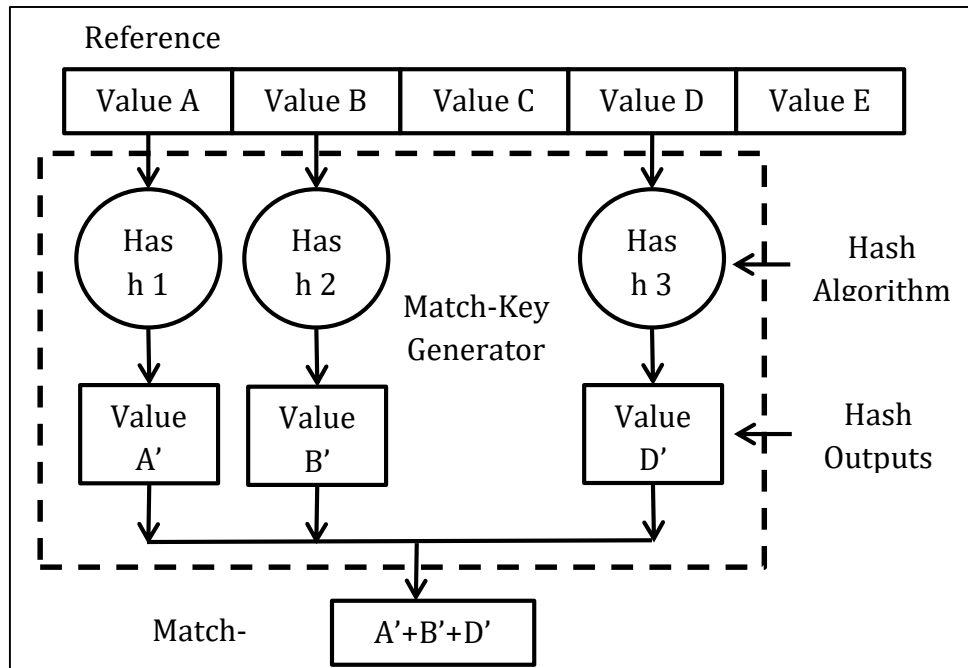 Reference
Value A Value B Value C Value D Value E
Has
h 1
Has
h 2
Has
h 3
Hash
Algorithm
Match-Key
Generator
Value
A’
Value
B’
Value
D’
Hash
Outputs
Match-
A’+B’+D’